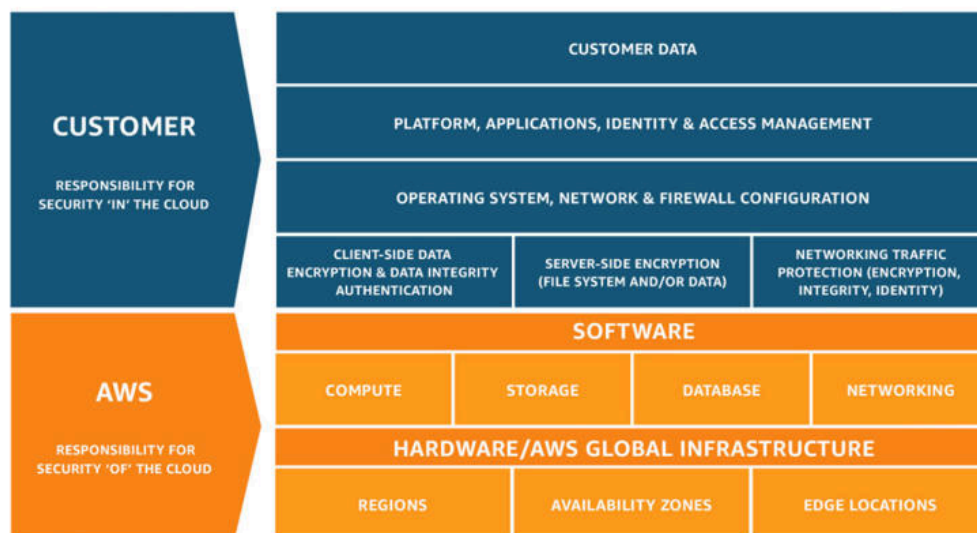 CUSTOMER
RESPONSIBILITY FOR
SECURITY ‘IN’ THE CLOUD
CUSTOMER DATA
PLATFORM, APPLICATIONS, IDENTITY & ACCESS MANAGEMENT
OPERATING SYSTEM, NETWORK & FIREWALL CONFIGURATION
CLIENT-SIDE DATA
ENCRYPTION & DATA INTEGRITY
AUTHENTICATION
SERVER-SIDE ENCRYPTION
(FILE SYSTEM AND/OR DATA)
NETWORKING TRAFFIC
PROTECTION (ENCRYPTION,
INTEGRITY, IDENTITY)
AWS
RESPONSIBILITY FOR
SECURITY ‘OF’ THE CLOUD
SOFTWARE
COMPUTE
STORAGE
DATABASE
NETWORKING
HARDWARE/AWS GLOBAL INFRASTRUCTURE
REGIONS
AVAILABILITY ZONES
EDGE LOCATIONS